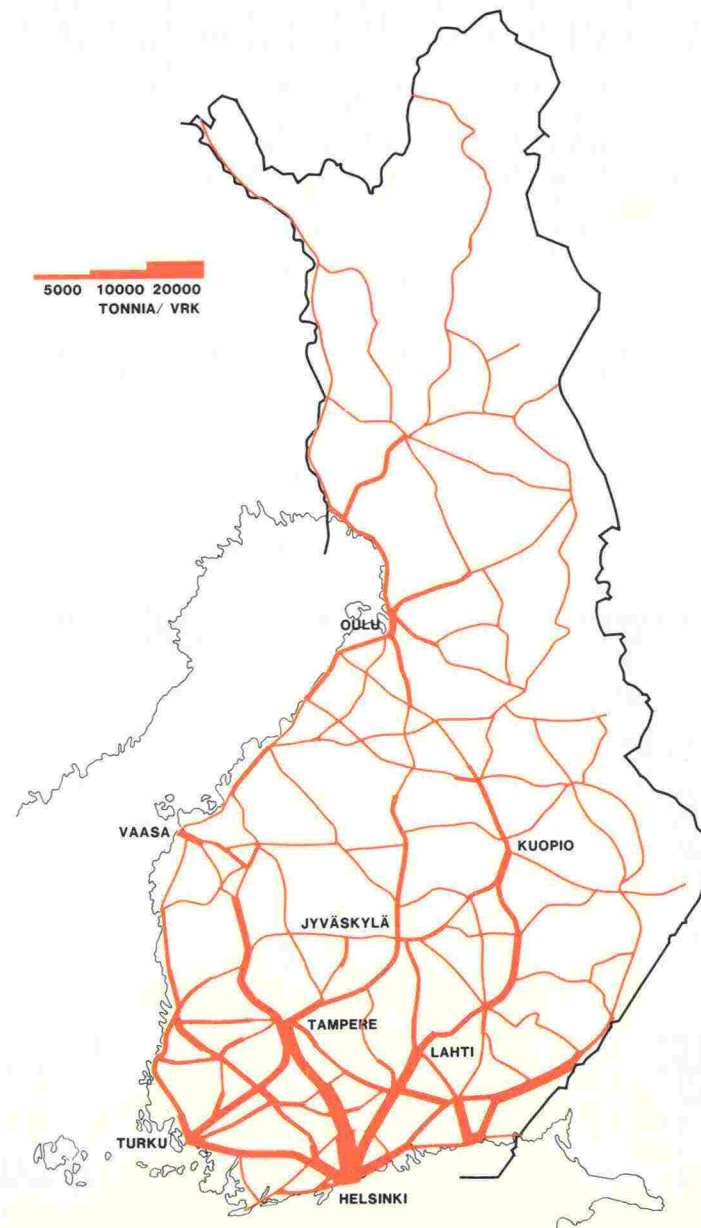 5000 10000 20000
TONNIA/ VRK
OULU
VAASA
KUOPIO
JYVÄSKYLÄ
TAMPERE
LAHTI
TURKU
HELSINKI